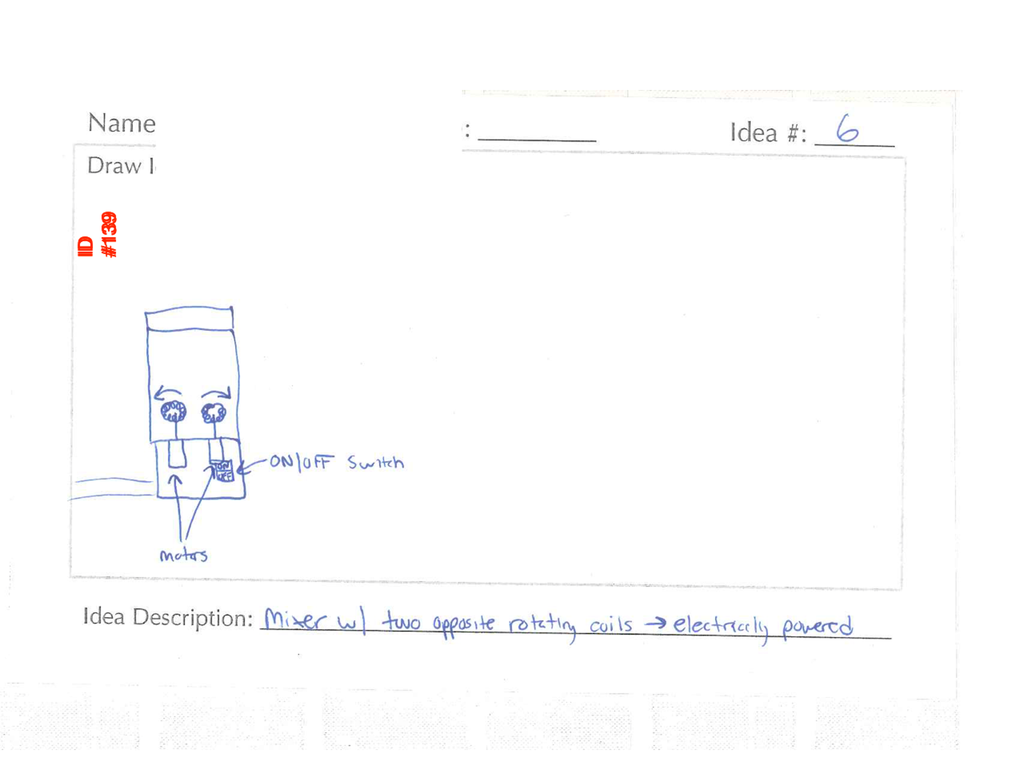 Name : Idea #: 6
Draw I
ID
#139
ON/OFF Switch
ON
OFF
motors
Idea Description: Mixer w/ two opposite rotating coils → electrically powered